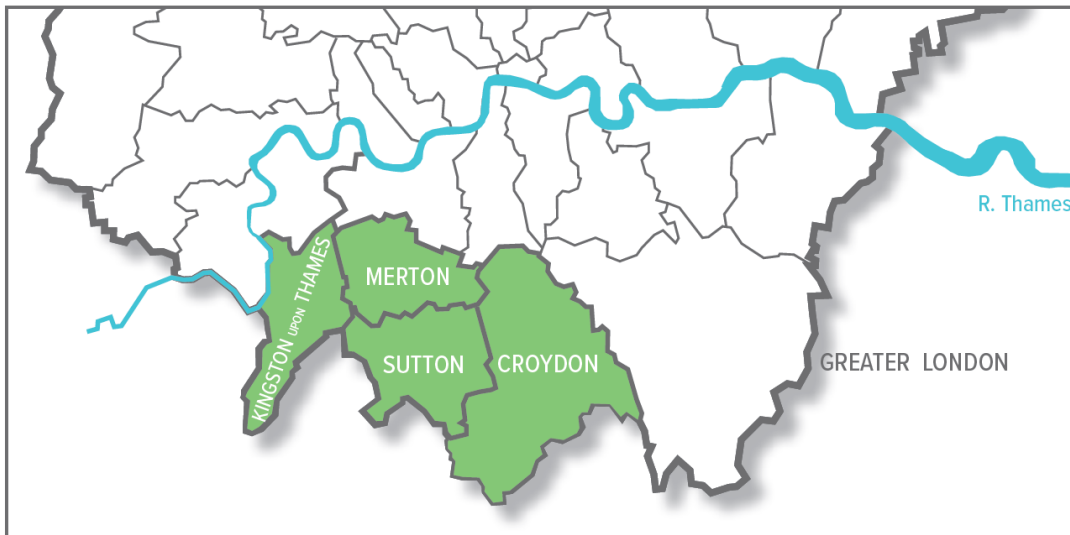 R. Thames
KINGSTON UPON THAMES
MERTON
SUTTON
CROYDON
GREATER LONDON